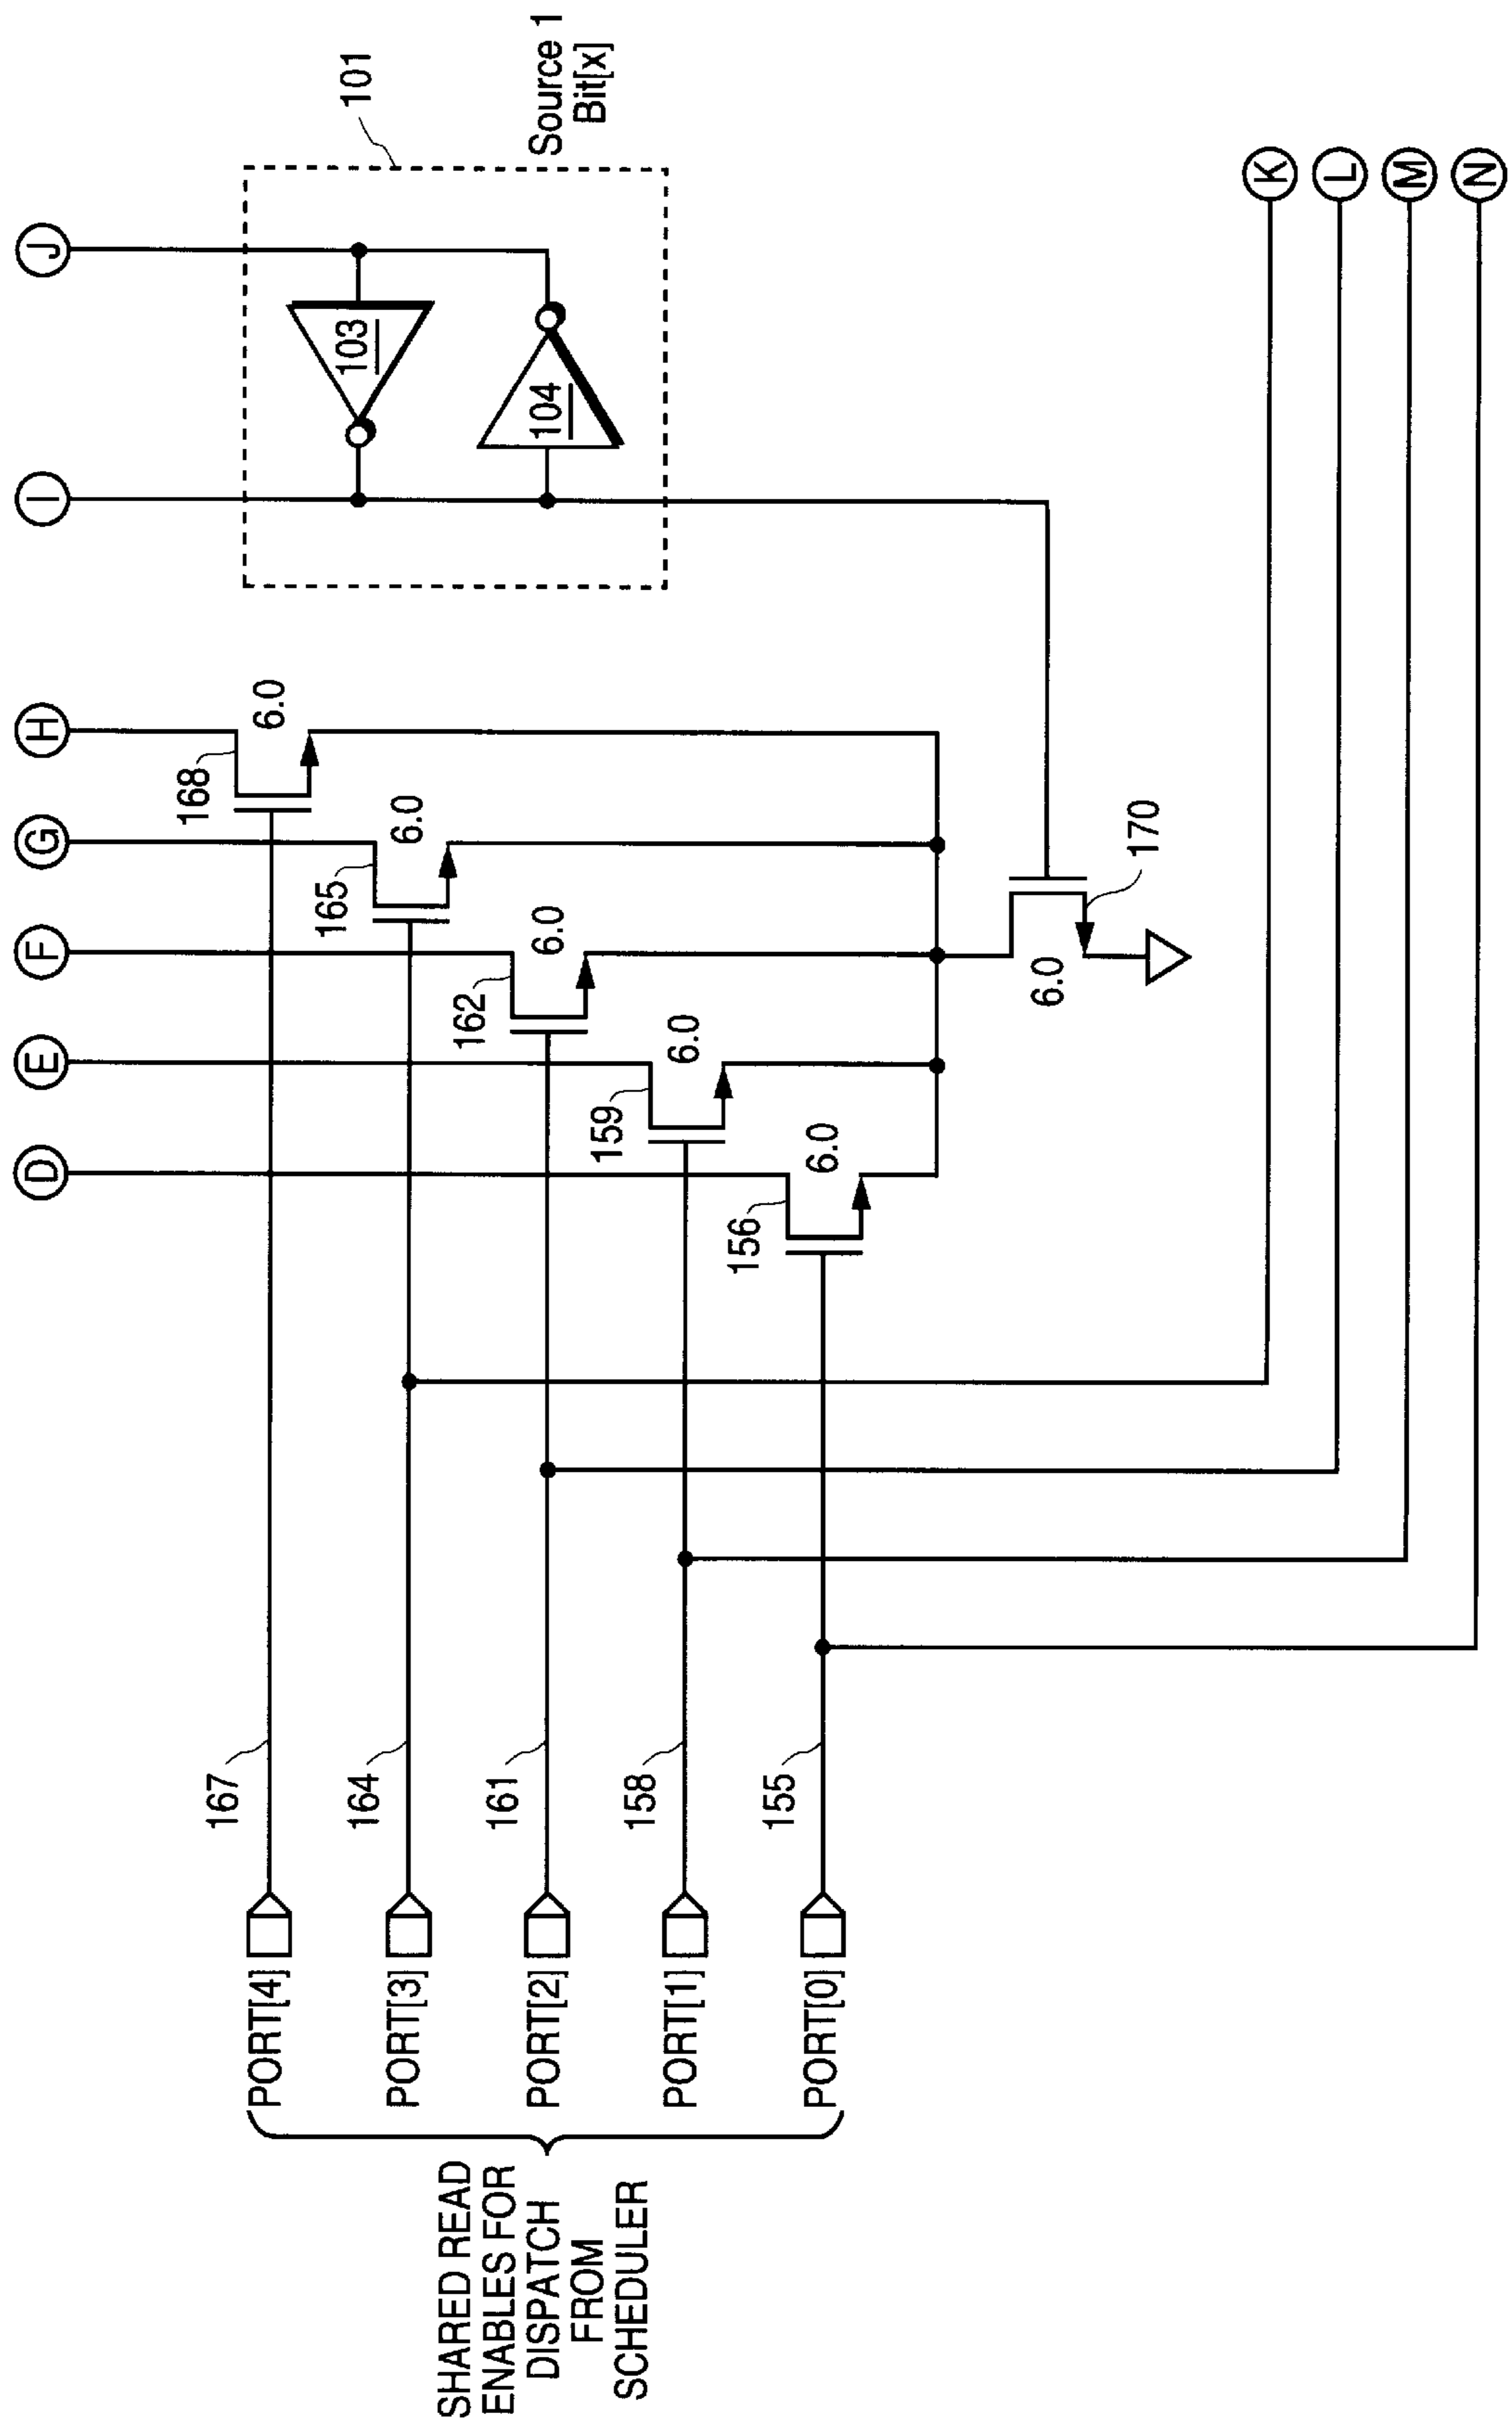 J
I
H
G
F
E
D
101
Source 1
Bit[x]
103
104
168
6.0
165
6.0
162
6.0
159
6.0
156
6.0
170
6.0
167
164
161
158
155
PORT[4]
PORT[3]
PORT[2]
PORT[1]
PORT[0]
SHARED READ
ENABLES FOR
DISPATCH
FROM
SCHEDULER
K
L
M
N